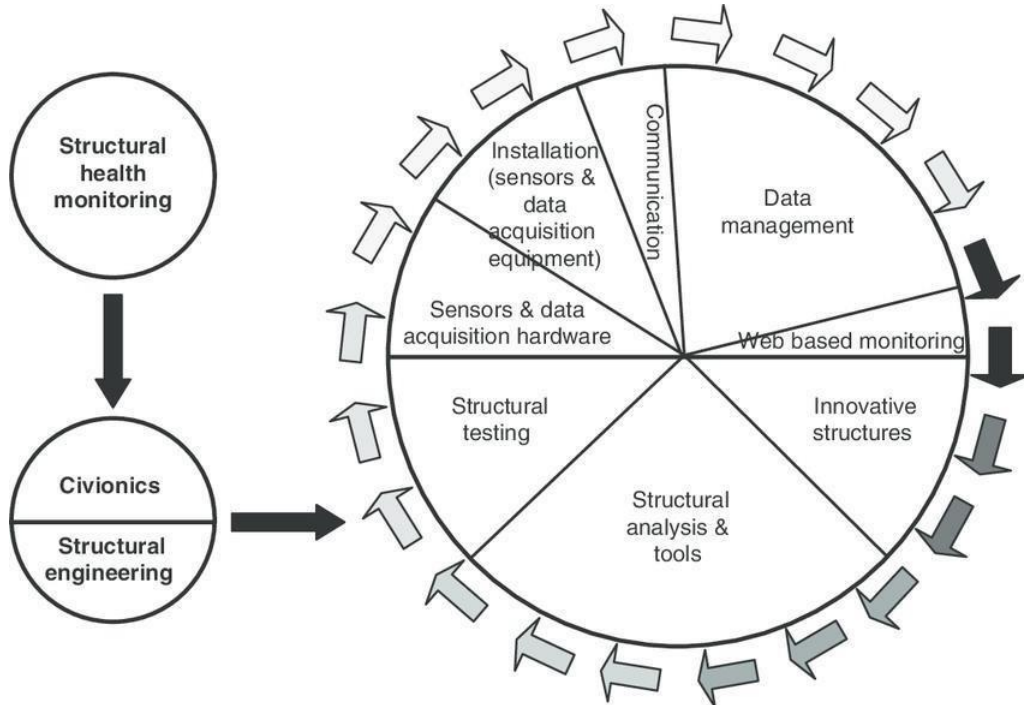 Structural
health
monitoring
Civionics
Structural
engineering
Installation
(sensors &
data
acquisition
equipment)
Communication
Data
management
Sensors & data
acquisition hardware
Web based monitoring
Structural
testing
Innovative
structures
Structural
analysis &
tools